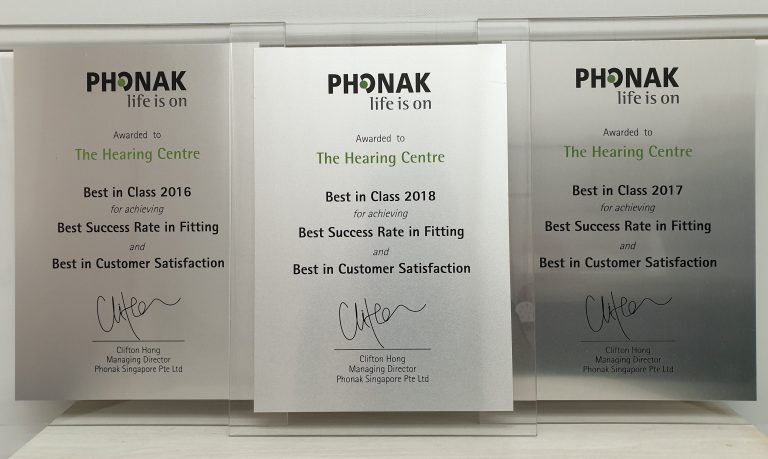 PHONAK
life is on
Awarded to
The Hearing Centre
Best in Class 2016
for achieving
Best Success Rate in Fitting
and
Best in Customer Satisfaction
Clifton Hong
Managing Director
Phonak Singapore Pte Ltd
PHONAK
life is on
Awarded to
The Hearing Centre
Best in Class 2018
for achieving
Best Success Rate in Fitting
and
Best in Customer Satisfaction
Clifton Hong
Managing Director
Phonak Singapore Pte Ltd
PHONAK
life is on
Awarded to
The Hearing Centre
Best in Class 2017
for achieving
Best Success Rate in Fitting
and
Best in Customer Satisfaction
Clifton Hong
Managing Director
Phonak Singapore Pte Ltd